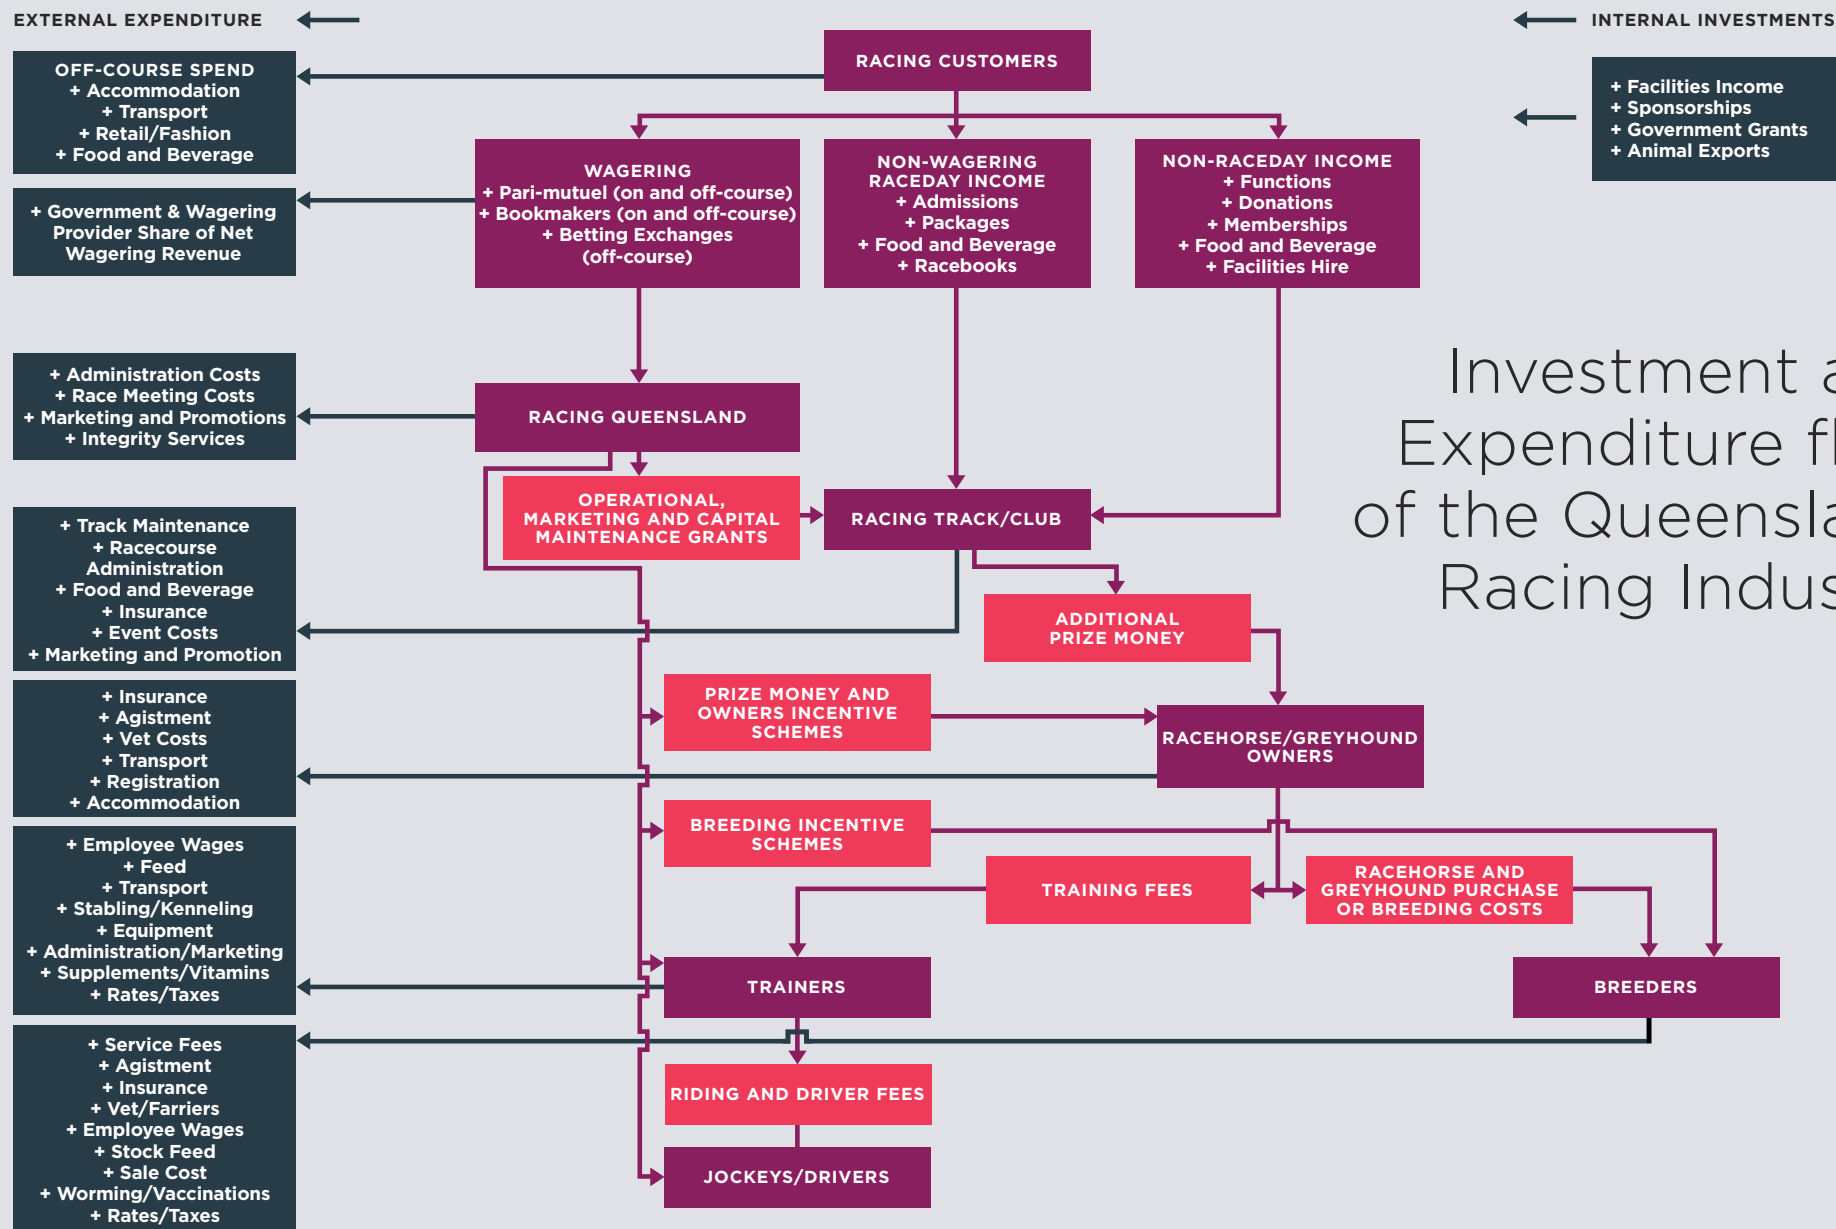 EXTERNAL EXPENDITURE
INTERNAL INVESTMENTS
OFF-COURSE SPEND
+ Accommodation
+ Transport
+ Retail/Fashion
+ Food and Beverage
RACING CUSTOMERS
+ Facilities Income
+ Sponsorships
+ Government Grants
+ Animal Exports
+ Government & Wagering
Provider Share of Net
Wagering Revenue
WAGERING
+ Pari-mutuel (on and off-course)
+ Bookmakers (on and off-course)
+ Betting Exchanges
(off-course)
NON-WAGERING
RACEDAY INCOME
+ Admissions
+ Packages
+ Food and Beverage
+ Racebooks
NON-RACEDAY INCOME
+ Functions
+ Donations
+ Memberships
+ Food and Beverage
+ Facilities Hire
Investment a
Expenditure fl
of the Queensla
Racing Indus
+ Administration Costs
+ Race Meeting Costs
+ Marketing and Promotions
+ Integrity Services
RACING QUEENSLAND
OPERATIONAL,
MARKETING AND CAPITAL
MAINTENANCE GRANTS
RACING TRACK/CLUB
+ Track Maintenance
+ Racecourse
Administration
+ Food and Beverage
+ Insurance
+ Event Costs
+ Marketing and Promotion
ADDITIONAL
PRIZE MONEY
+ Insurance
+ Agistment
+ Vet Costs
+ Transport
+ Registration
+ Accommodation
PRIZE MONEY AND
OWNERS INCENTIVE
SCHEMES
RACEHORSE/GREYHOUND
OWNERS
+ Employee Wages
+ Feed
+ Transport
+ Stabling/Kenneling
+ Equipment
+ Administration/Marketing
+ Supplements/Vitamins
+ Rates/Taxes
BREEDING INCENTIVE
SCHEMES
TRAINING FEES
RACEHORSE AND
GREYHOUND PURCHASE
OR BREEDING COSTS
TRAINERS
BREEDERS
+ Service Fees
+ Agistment
+ Insurance
+ Vet/Farriers
+ Employee Wages
+ Stock Feed
+ Sale Cost
+ Worming/Vaccinations
+ Rates/Taxes
RIDING AND DRIVER FEES
JOCKEYS/DRIVERS